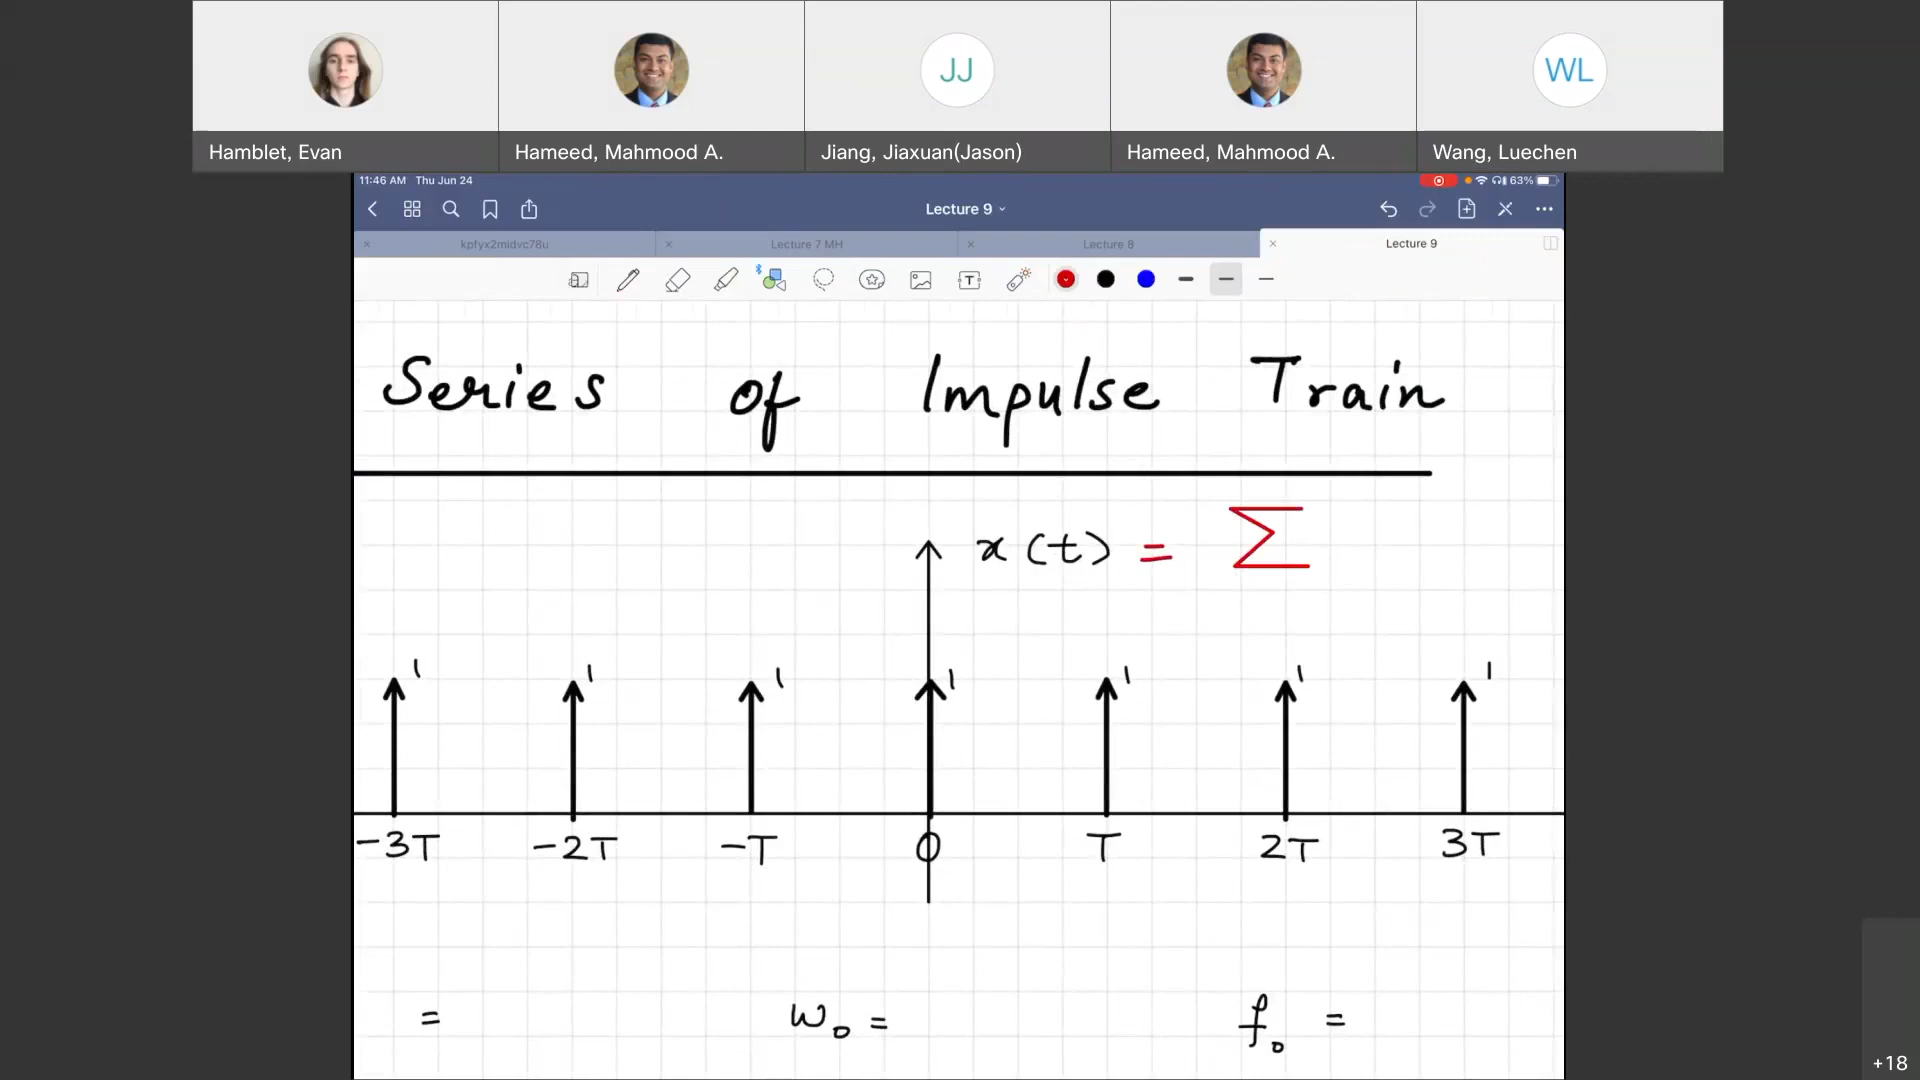 JJ
WL
Hamblet, Evan
Hameed, Mahmood A.
Jiang, Jiaxuan(Jason)
Hameed, Mahmood A.
Wang, Luechen
11:46 AM Thu Jun 24
63%
Lecture 9
kpfyx2midvc78u
Lecture 7 MH
Lecture 8
Lecture 9
T
Series of Impulse Train
x(t) = Σ
1 1 1 1 1 1 1
-3T -2T -T 0 T 2T 3T
= ω₀ = f₀ =
+18